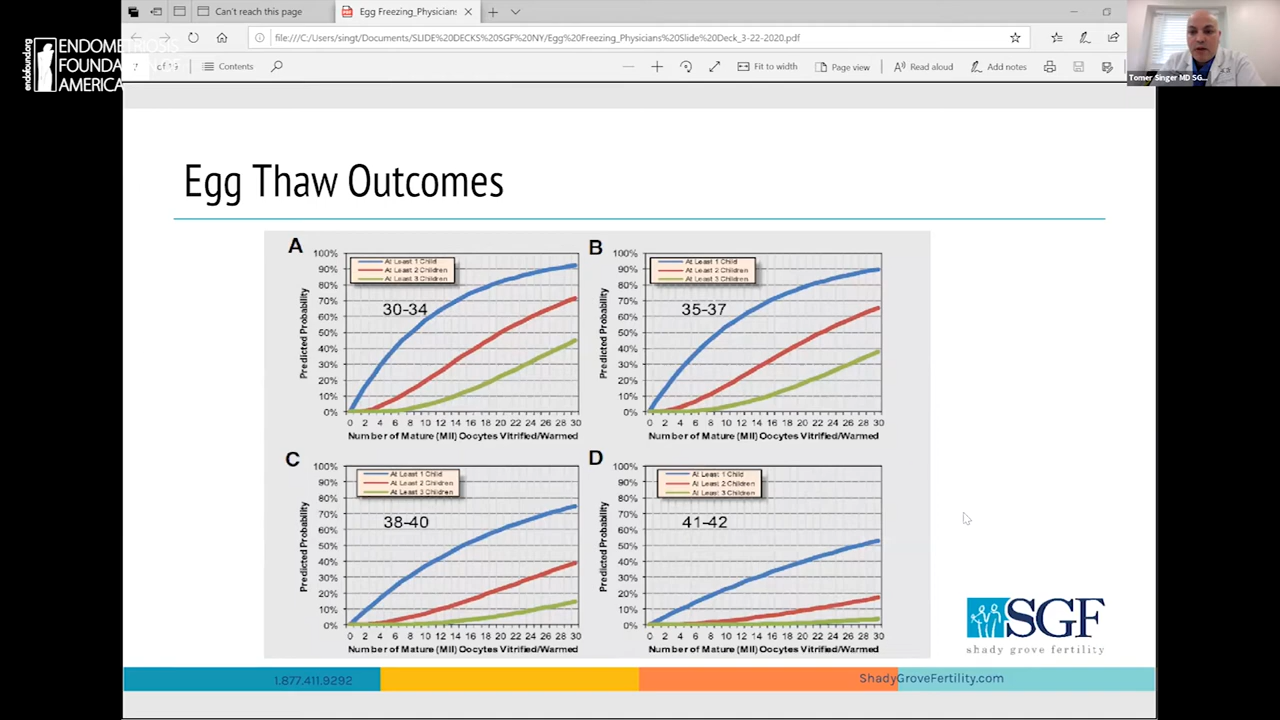 Can't reach this page
Egg Freezing_Physicians
file:///C:/Users/singt/Documents/SLIDE%20DECKS%20SGF%20NY/Egg%20Freezing_Physicians%20Slide%20Deck_3-22-2020.pdf
Contents
Fit to width
Page view
Read aloud
Add notes
endofound.org
ENDOMETRIOSIS
FOUNDA
AMERICA
Tomer Singer MD SG...
Egg Thaw Outcomes
A
100%
90%
80%
70%
60%
50%
40%
30%
20%
10%
0%
Predicted Probability
At Least 1 Child
At Least 2 Children
At Least 3 Children
30-34
0 2 4 6 8 10 12 14 16 18 20 22 24 26 28 30
Number of Mature (MII) Oocytes Vitrified/Warmed
B
100%
90%
80%
70%
60%
50%
40%
30%
20%
10%
0%
Predicted Probability
At Least 1 Child
At Least 2 Children
At Least 3 Children
35-37
0 2 4 6 8 10 12 14 16 18 20 22 24 26 28 30
Number of Mature (MII) Oocytes Vitrified/Warmed
C
100%
90%
80%
70%
60%
50%
40%
30%
20%
10%
0%
Predicted Probability
At Least 1 Child
At Least 2 Children
At Least 3 Children
38-40
0 2 4 6 8 10 12 14 16 18 20 22 24 26 28 30
Number of Mature (MII) Oocytes Vitrified/Warmed
D
100%
90%
80%
70%
60%
50%
40%
30%
20%
10%
0%
Predicted Probability
At Least 1 Child
At Least 2 Children
At Least 3 Children
41-42
0 2 4 6 8 10 12 14 16 18 20 22 24 26 28 30
Number of Mature (MII) Oocytes Vitrified/Warmed
SGF
shady grove fertility
1.877.411.9292
ShadyGroveFertility.com